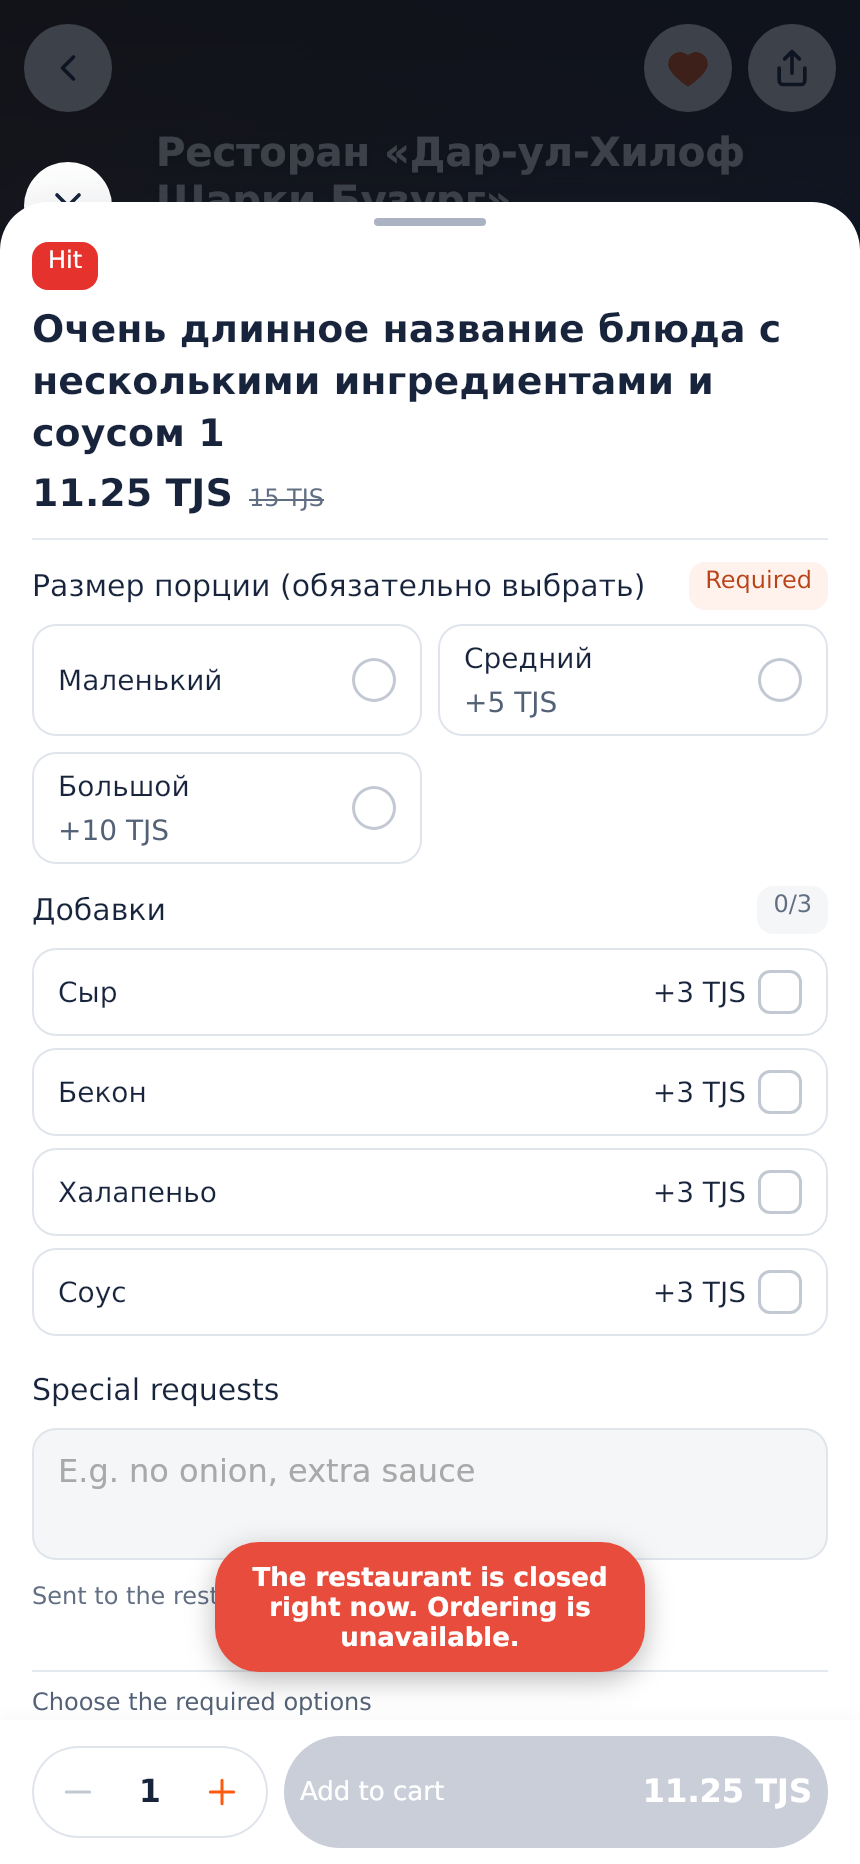 Ресторан «Дар-ул-Хилоф
Шарки Бузург»
Hit
Очень длинное название блюда с
несколькими ингредиентами и
соусом 1
11.25 TJS 15 TJS
Размер порции (обязательно выбрать) Required
Маленький
Средний
+5 TJS
Большой
+10 TJS
Добавки 0/3
Сыр +3 TJS
Бекон +3 TJS
Халапеньо +3 TJS
Соус +3 TJS
Special requests
E.g. no onion, extra sauce
The restaurant is closed
right now. Ordering is
unavailable.
Sent to the
Choose the required options
1 Add to cart 11.25 TJS